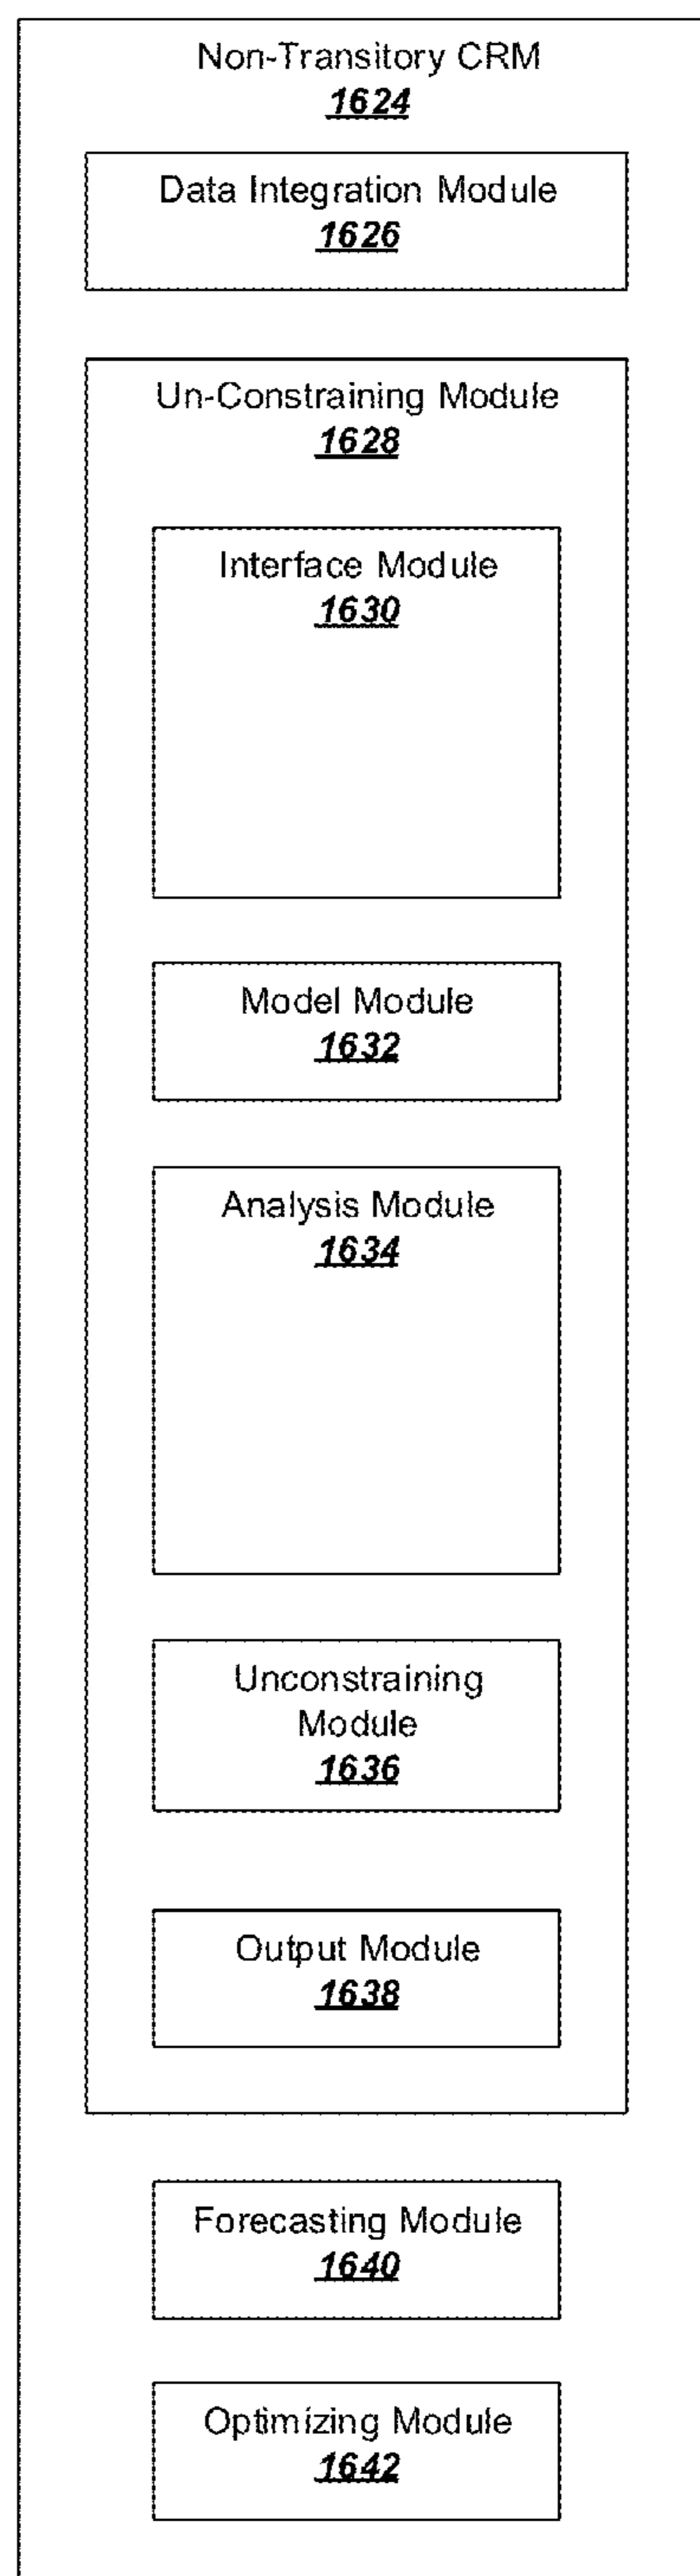 Non-Transitory CRM
1624
Data Integration Module
1626
Un-Constraining Module
1628
Interface Module
1630
Model Module
1632
Analysis Module
1634
Unconstraining
Module
1636
Output Module
1638
Forecasting Module
1640
Optimizing Module
1642